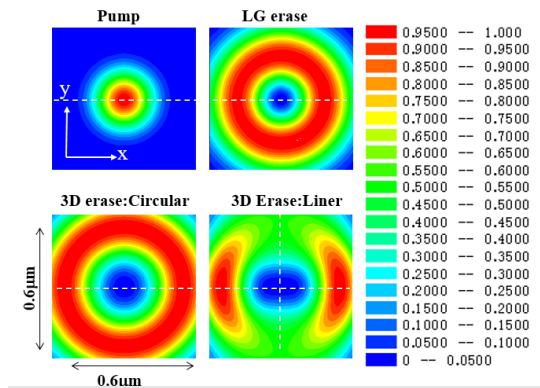 Pump
LG erase
y
x
3D erase:Circular
3D Erase:Liner
0.6μm
0.6μm
0.9500 -- 1.000
0.9000 -- 0.9500
0.8500 -- 0.9000
0.8000 -- 0.8500
0.7500 -- 0.8000
0.7000 -- 0.7500
0.6500 -- 0.7000
0.6000 -- 0.6500
0.5500 -- 0.6000
0.5000 -- 0.5500
0.4500 -- 0.5000
0.4000 -- 0.4500
0.3500 -- 0.4000
0.3000 -- 0.3500
0.2500 -- 0.3000
0.2000 -- 0.2500
0.1500 -- 0.2000
0.1000 -- 0.1500
0.0500 -- 0.1000
0 -- 0.0500